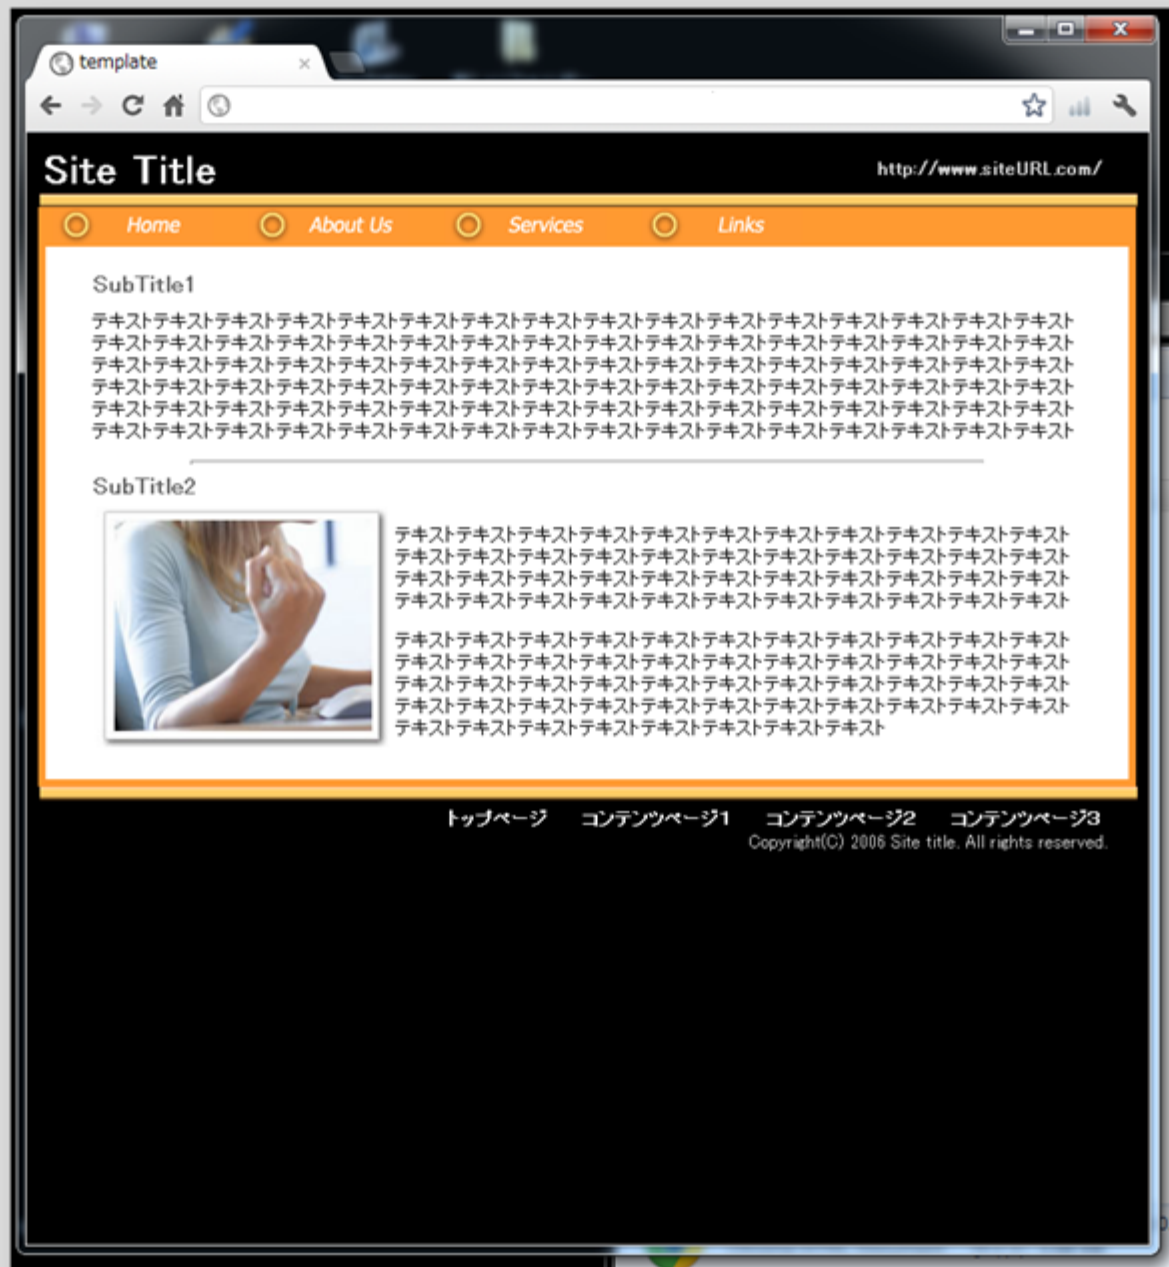 template
Site Title
http://www.siteURL.com/
Home About Us Services Links
SubTitle1
テキストテキストテキストテキストテキストテキストテキストテキストテキストテキストテキストテキストテキストテキストテキストテキスト
テキストテキストテキストテキストテキストテキストテキストテキストテキストテキストテキストテキストテキストテキストテキストテキスト
テキストテキストテキストテキストテキストテキストテキストテキストテキストテキストテキストテキストテキストテキストテキストテキスト
テキストテキストテキストテキストテキストテキストテキストテキストテキストテキストテキストテキストテキストテキストテキストテキスト
テキストテキストテキストテキストテキストテキストテキストテキストテキストテキストテキストテキストテキストテキストテキストテキスト
テキストテキストテキストテキストテキストテキストテキストテキストテキストテキストテキストテキストテキストテキストテキストテキスト
SubTitle2
テキストテキストテキストテキストテキストテキストテキストテキストテキストテキストテキスト
テキストテキストテキストテキストテキストテキストテキストテキストテキストテキストテキスト
テキストテキストテキストテキストテキストテキストテキストテキストテキストテキストテキスト
テキストテキストテキストテキストテキストテキストテキストテキストテキストテキストテキスト
テキストテキストテキストテキストテキストテキストテキストテキストテキストテキストテキスト
テキストテキストテキストテキストテキストテキストテキストテキストテキストテキストテキスト
テキストテキストテキストテキストテキストテキストテキストテキストテキストテキストテキスト
テキストテキストテキストテキストテキストテキストテキストテキストテキストテキストテキスト
テキストテキストテキストテキストテキストテキストテキストテキスト
トップページ コンテンツページ1 コンテンツページ2 コンテンツページ3
Copyright(C) 2006 Site title. All rights reserved.